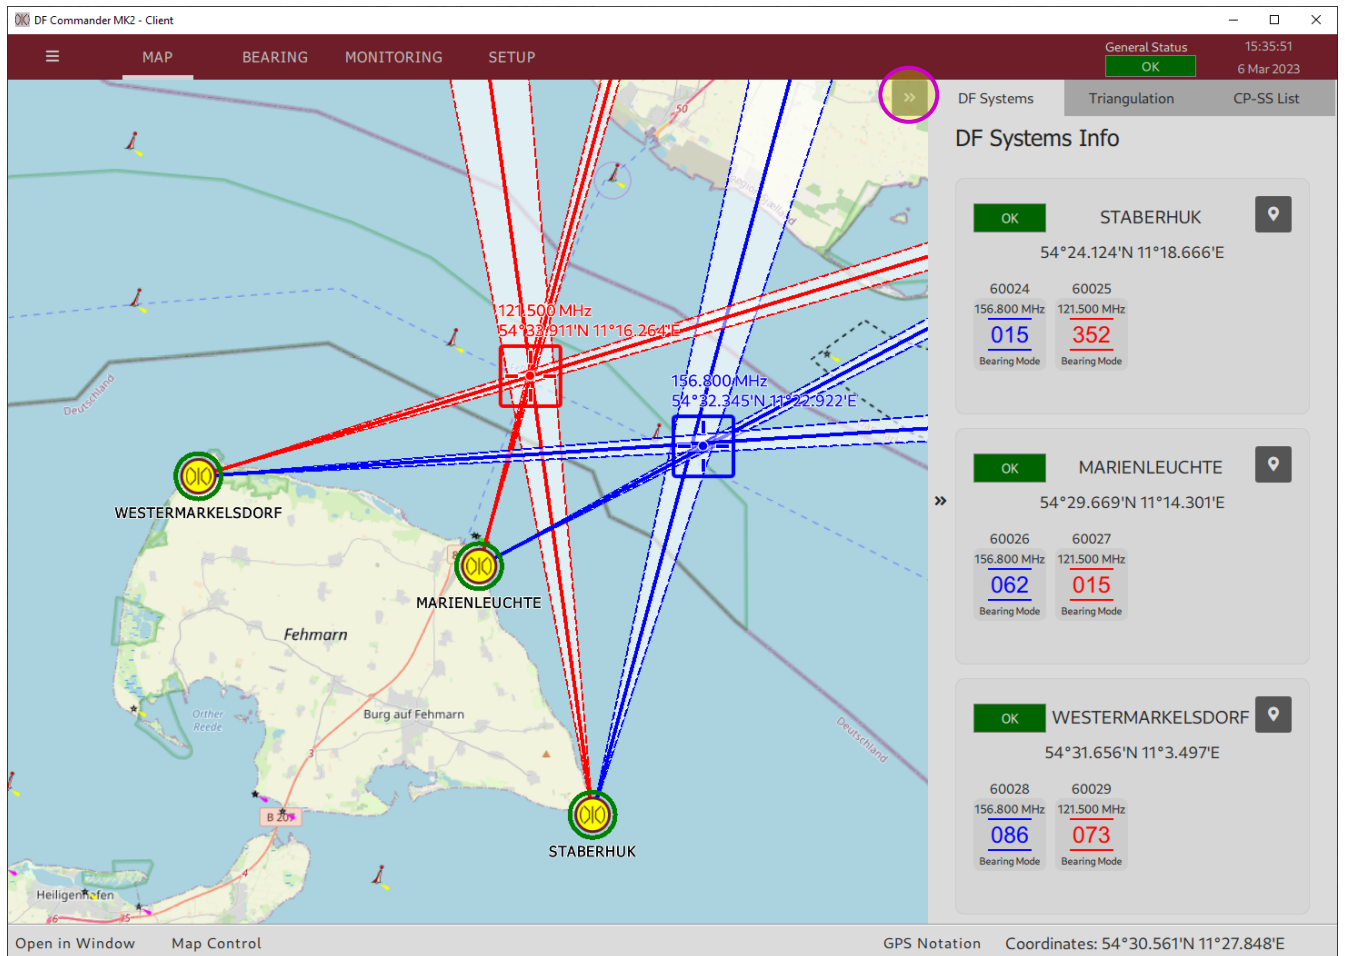 DF Commander MK2 - Client
MAP BEARING MONITORING SETUP
General Status 15:35:51
OK 6 Mar 2023
DF Systems Triangulation CP-SS List
DF Systems Info
OK STABERHUK
54°24.124'N 11°18.666'E
60024 60025
156.800 MHz 121.500 MHz
015 352
Bearing Mode Bearing Mode
OK MARIENLEUCHTE
54°29.669'N 11°14.301'E
60026 60027
156.800 MHz 121.500 MHz
062 015
Bearing Mode Bearing Mode
OK WESTERMARKELSDORF
54°31.656'N 11°3.497'E
60028 60029
156.800 MHz 121.500 MHz
086 073
Bearing Mode Bearing Mode
50
121.500 MHz
54°33.911'N 11°16.264'E
156.800 MHz
54°32.345'N 11°22.922'E
Deutschland
WESTERMARKELSDORF
MARIENLEUCHTE
Fehmarn
Orther
Reede
Burg auf Fehmarn
Deutschland
3
B 207
STABERHUK
4
Heiligenhafen
Open in Window Map Control GPS Notation Coordinates: 54°30.561'N 11°27.848'E